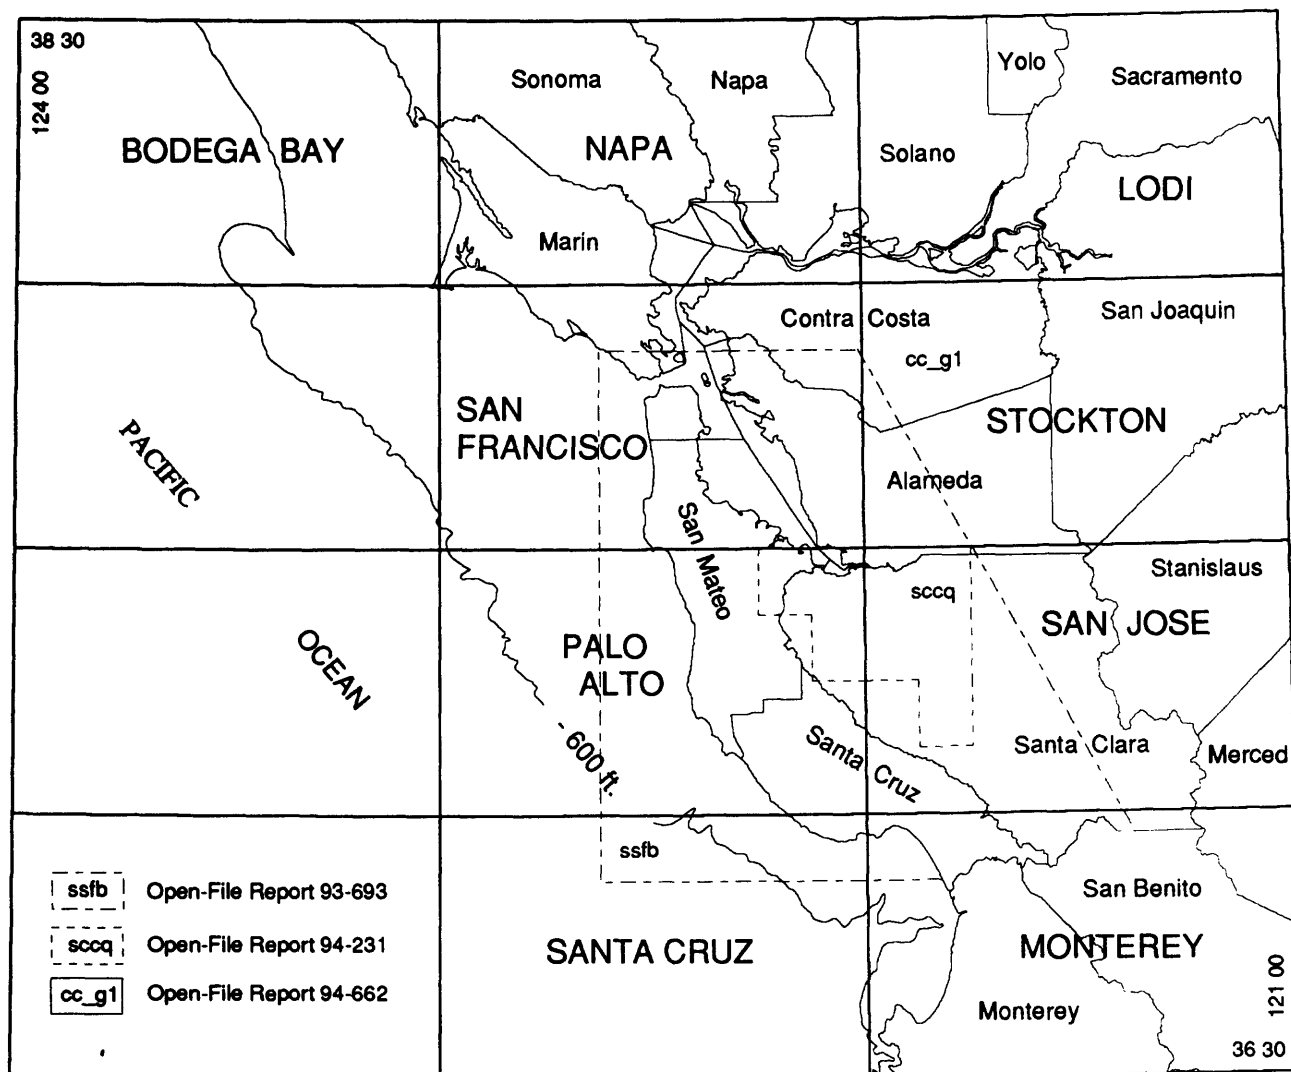 38 30
124 00
Sonoma
Napa
Yolo
Sacramento
BODEGA BAY
NAPA
Solano
LODI
Marin
Contra Costa
San Joaquin
cc_g1
SAN
FRANCISCO
STOCKTON
PACIFIC
Alameda
San Mateo
Stanislaus
sccq
SAN JOSE
OCEAN
PALO
ALTO
- 600 ft.
Santa Cruz
Santa Clara
Merced
ssfb
ssfb Open-File Report 93-693
San Benito
sccq Open-File Report 94-231
SANTA CRUZ
MONTEREY
cc_g1 Open-File Report 94-662
Monterey
121 00
36 30